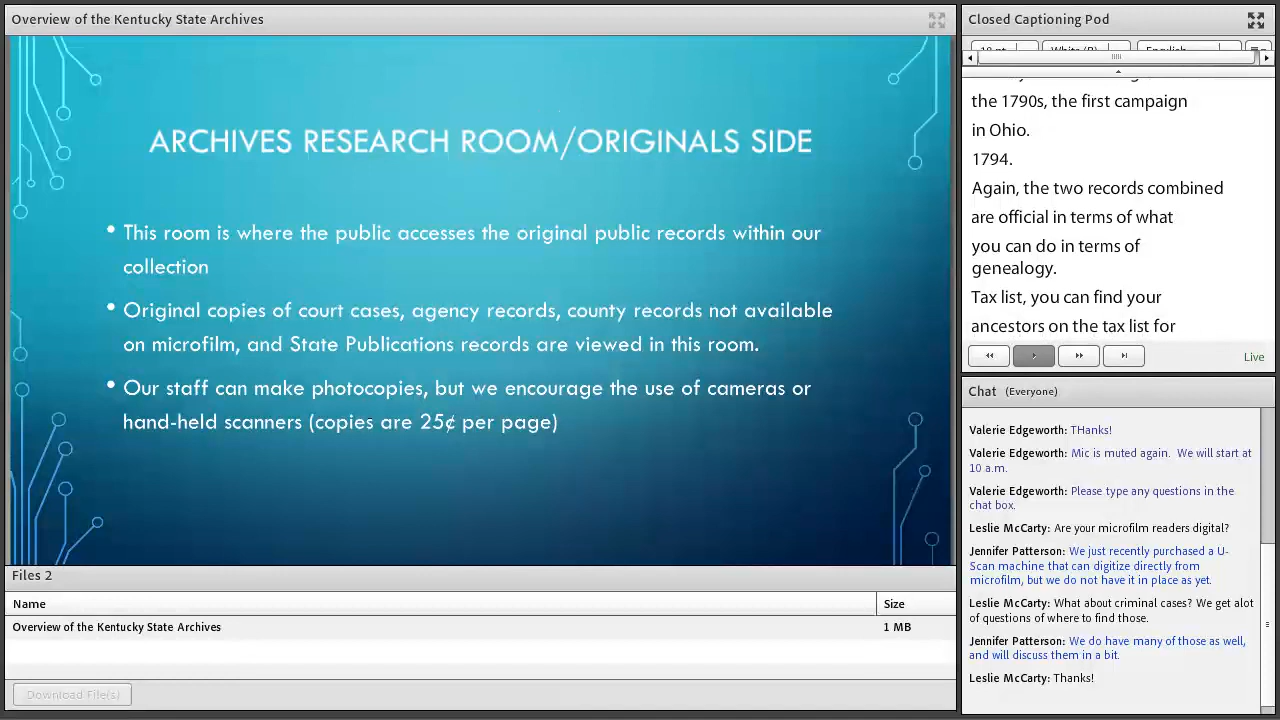 Overview of the Kentucky State Archives
ARCHIVES RESEARCH ROOM/ORIGINALS SIDE
• This room is where the public accesses the original public records within our
collection
• Original copies of court cases, agency records, county records not available
on microfilm, and State Publications records are viewed in this room.
• Our staff can make photocopies, but we encourage the use of cameras or
hand-held scanners (copies are 25¢ per page)
Files 2
Name Size
Overview of the Kentucky State Archives 1 MB
Download File(s)
Closed Captioning Pod
the 1790s, the first campaign
in Ohio.
1794.
Again, the two records combined
are official in terms of what
you can do in terms of
genealogy.
Tax list, you can find your
ancestors on the tax list for
Live
Chat (Everyone)
Valerie Edgeworth: THanks!
Valerie Edgeworth: Mic is muted again. We will start at
10 a.m.
Valerie Edgeworth: Please type any questions in the
chat box.
Leslie McCarty: Are your microfilm readers digital?
Jennifer Patterson: We just recently purchased a U-
Scan machine that can digitize directly from
microfilm, but we do not have it in place as yet.
Leslie McCarty: What about criminal cases? We get alot
of questions of where to find those.
Jennifer Patterson: We do have many of those as well,
and will discuss them in a bit.
Leslie McCarty: Thanks!